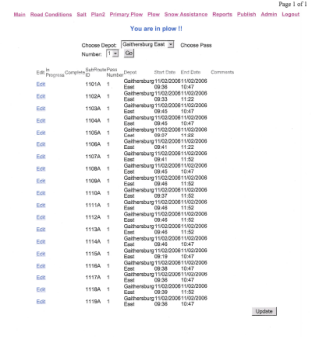 Page 1 of 1
Main Read Conditions Salt Plan2 Primary Plow Plow Snow Assistance Reports Publish Admin Logout
You are in plow !!
Choose Depot Gaithersburg East Choose Pass
Number: 1 Go
Edit In Progress Complete Salt Route ID Pass Number Depot Start Date End Date Comments
Edit 1101A 1 Gaithersburg East 11/02/2006 09:36 11/02/2006 10:47
Edit 1102A 1 Gaithersburg East 11/02/2006 09:33 11/02/2006 11:22
Edit 1103A 1 Gaithersburg East 11/02/2006 09:45 11/02/2006 10:47
Edit 1104A 1 Gaithersburg East 11/02/2006 09:45 11/02/2006 10:47
Edit 1105A 1 Gaithersburg East 11/02/2006 09:37 11/02/2006 11:22
Edit 1106A 1 Gaithersburg East 11/02/2006 09:41 11/02/2006 11:22
Edit 1107A 1 Gaithersburg East 11/02/2006 09:41 11/02/2006 11:52
Edit 1108A 1 Gaithersburg East 11/02/2006 09:45 11/02/2006 10:47
Edit 1109A 1 Gaithersburg East 11/02/2006 09:46 11/02/2006 11:52
Edit 1110A 1 Gaithersburg East 11/02/2006 09:37 11/02/2006 11:52
Edit 1111A 1 Gaithersburg East 11/02/2006 09:46 11/02/2006 11:52
Edit 1112A 1 Gaithersburg East 11/02/2006 09:46 11/02/2006 11:52
Edit 1113A 1 Gaithersburg East 11/02/2006 09:46 11/02/2006 11:52
Edit 1114A 1 Gaithersburg East 11/02/2006 09:46 11/02/2006 10:47
Edit 1115A 1 Gaithersburg East 11/02/2006 09:19 11/02/2006 10:47
Edit 1116A 1 Gaithersburg East 11/02/2006 09:38 11/02/2006 10:47
Edit 1117A 1 Gaithersburg East 11/02/2006 09:36 11/02/2006 10:47
Edit 1118A 1 Gaithersburg East 11/02/2006 09:39 11/02/2006 11:52
Edit 1119A 1 Gaithersburg East 11/02/2006 09:36 11/02/2006 10:47
Update